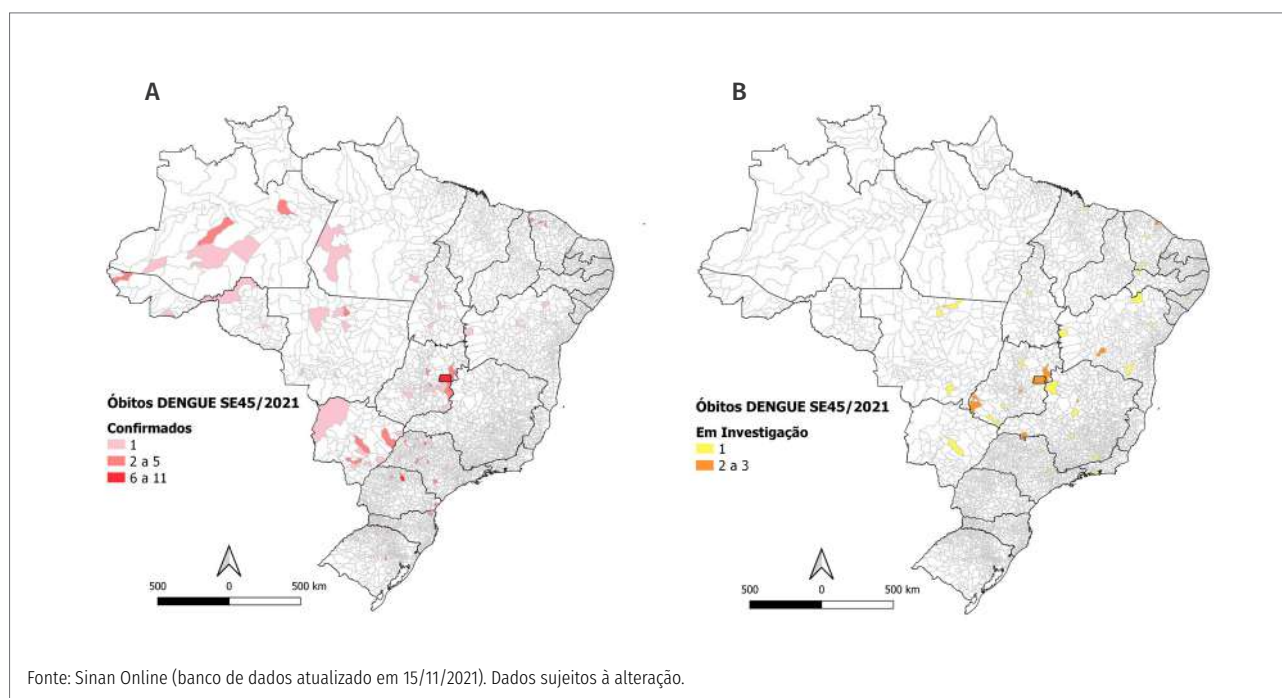 A
B
Óbitos DENGUE SE45/2021
Confirmados
1
2 a 5
6 a 11
500 0 500 km
Óbitos DENGUE SE45/2021
Em Investigação
1
2 a 3
500 0 500 km
Fonte: Sinan Online (banco de dados atualizado em 15/11/2021). Dados sujeitos à alteração.